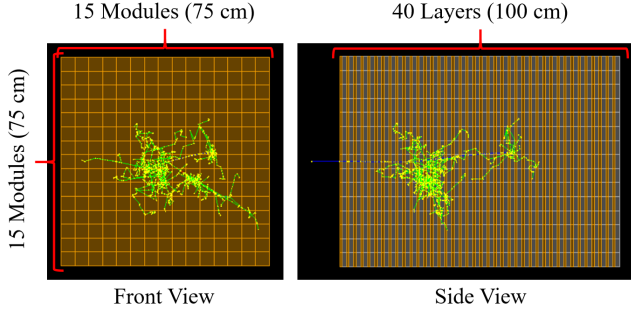 15 Modules (75 cm)
40 Layers (100 cm)
15 Modules (75 cm)
Front View
Side View